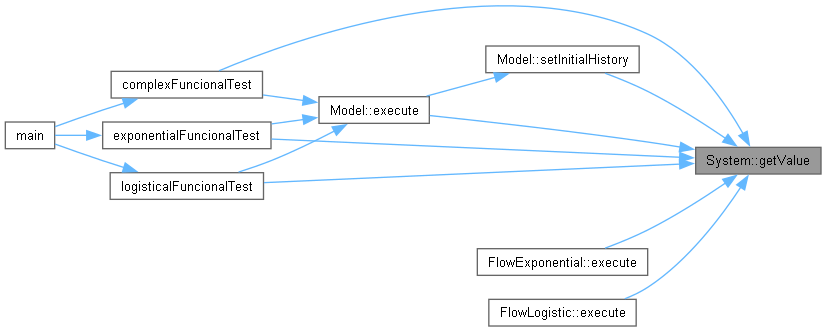 main
complexFuncionalTest
exponentialFuncionalTest
logisticalFuncionalTest
Model::execute
Model::setInitialHistory
System::getValue
FlowExponential::execute
FlowLogistic::execute